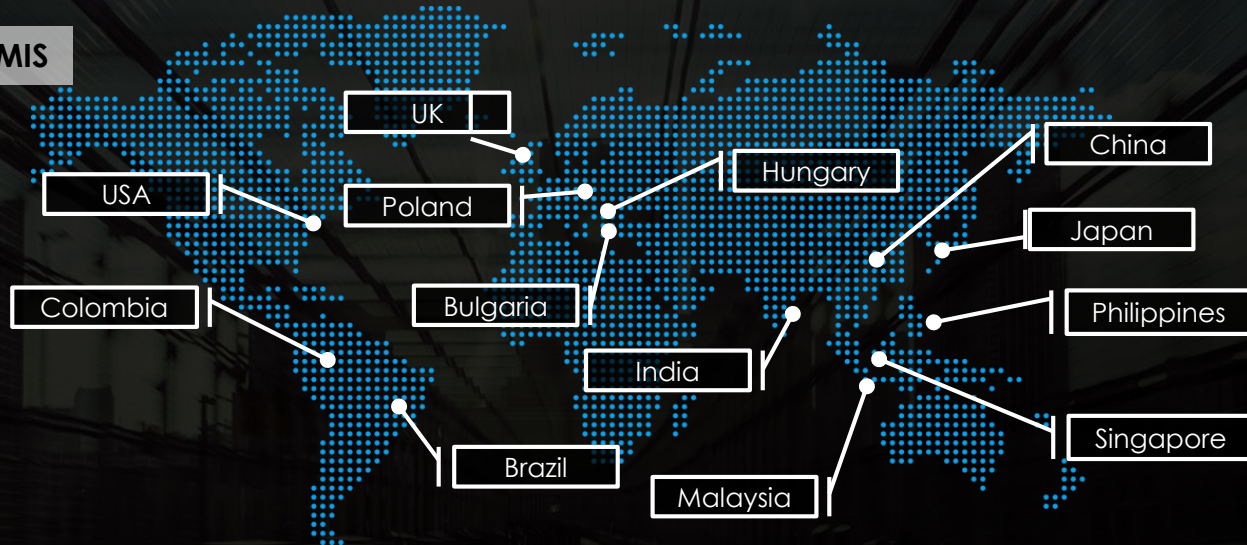 MIS
UK
China
Hungary
USA
Poland
Japan
Colombia
Bulgaria
Philippines
India
Singapore
Brazil
Malaysia